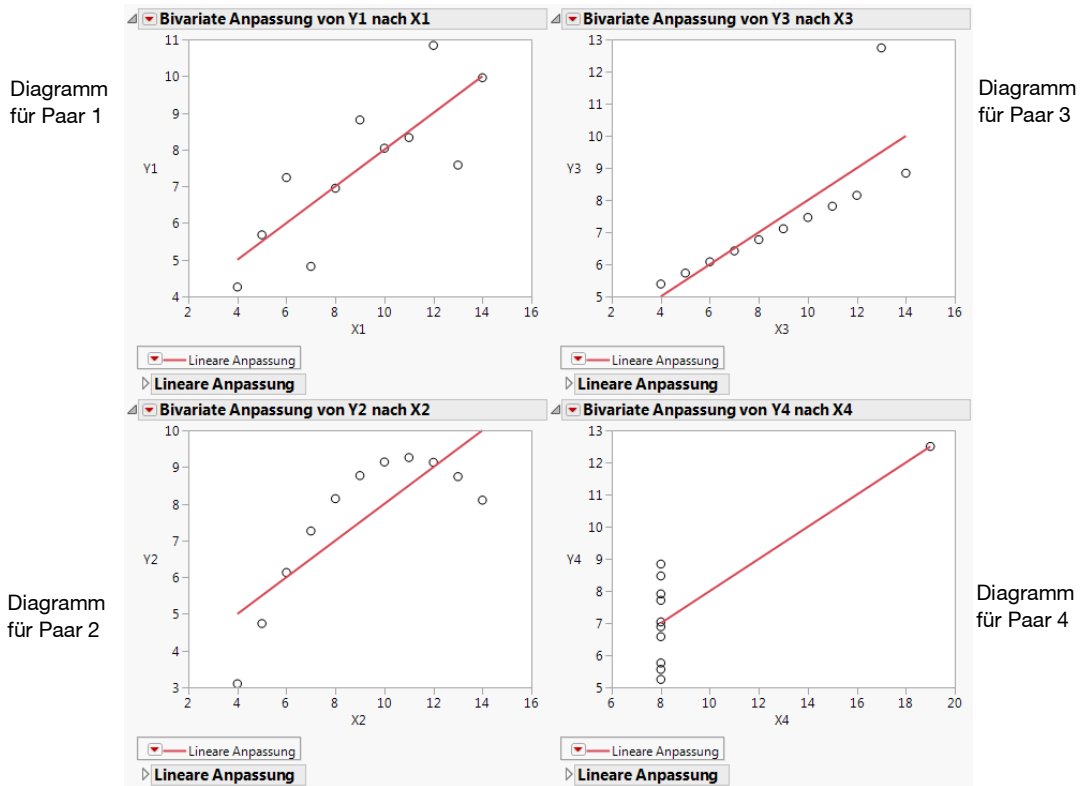 Diagramm
für Paar 1
Bivariate Anpassung von Y1 nach X1
11
10
9
8
7
6
5
4
Y1
2 4 6 8 10 12 14 16
X1
Lineare Anpassung
Lineare Anpassung
Bivariate Anpassung von Y3 nach X3
13
12
11
10
9
8
7
6
5
Y3
2 4 6 8 10 12 14 16
X3
Lineare Anpassung
Lineare Anpassung
Diagramm
für Paar 3
Diagramm
für Paar 2
Bivariate Anpassung von Y2 nach X2
10
9
8
7
6
5
4
3
Y2
2 4 6 8 10 12 14 16
X2
Lineare Anpassung
Lineare Anpassung
Bivariate Anpassung von Y4 nach X4
13
12
11
10
9
8
7
6
5
Y4
6 8 10 12 14 16 18 20
X4
Lineare Anpassung
Lineare Anpassung
Diagramm
für Paar 4